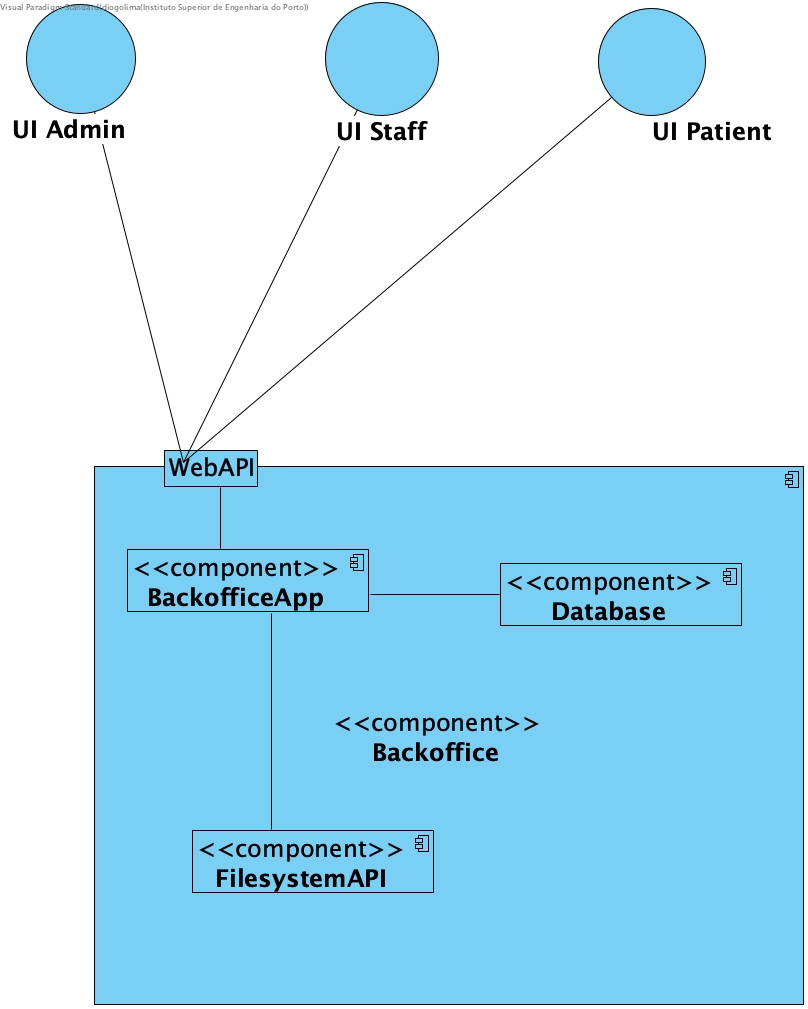 Visual Paradigm Standard(diogolima(Instituto Superior de Engenharia do Porto))
UI Admin
UI Staff
UI Patient
WebAPI
<<component>>
BackofficeApp
<<component>>
Database
<<component>>
Backoffice
<<component>>
FilesystemAPI